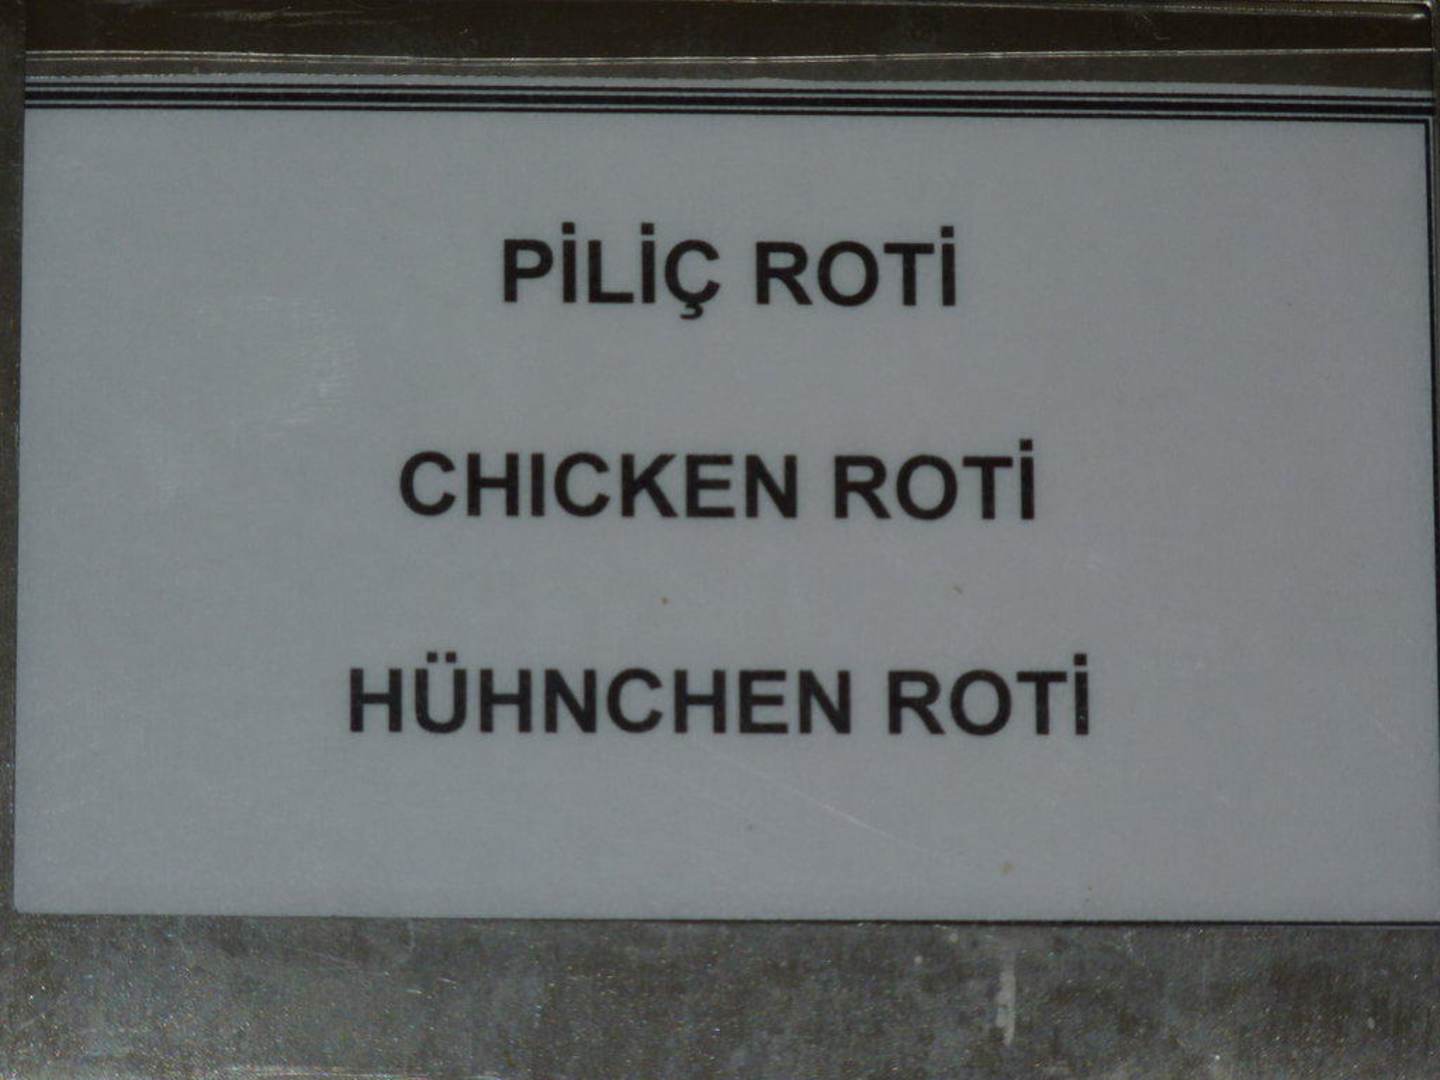 PİLİÇ ROTİ
CHICKEN ROTİ
HÜHNCHEN ROTİ